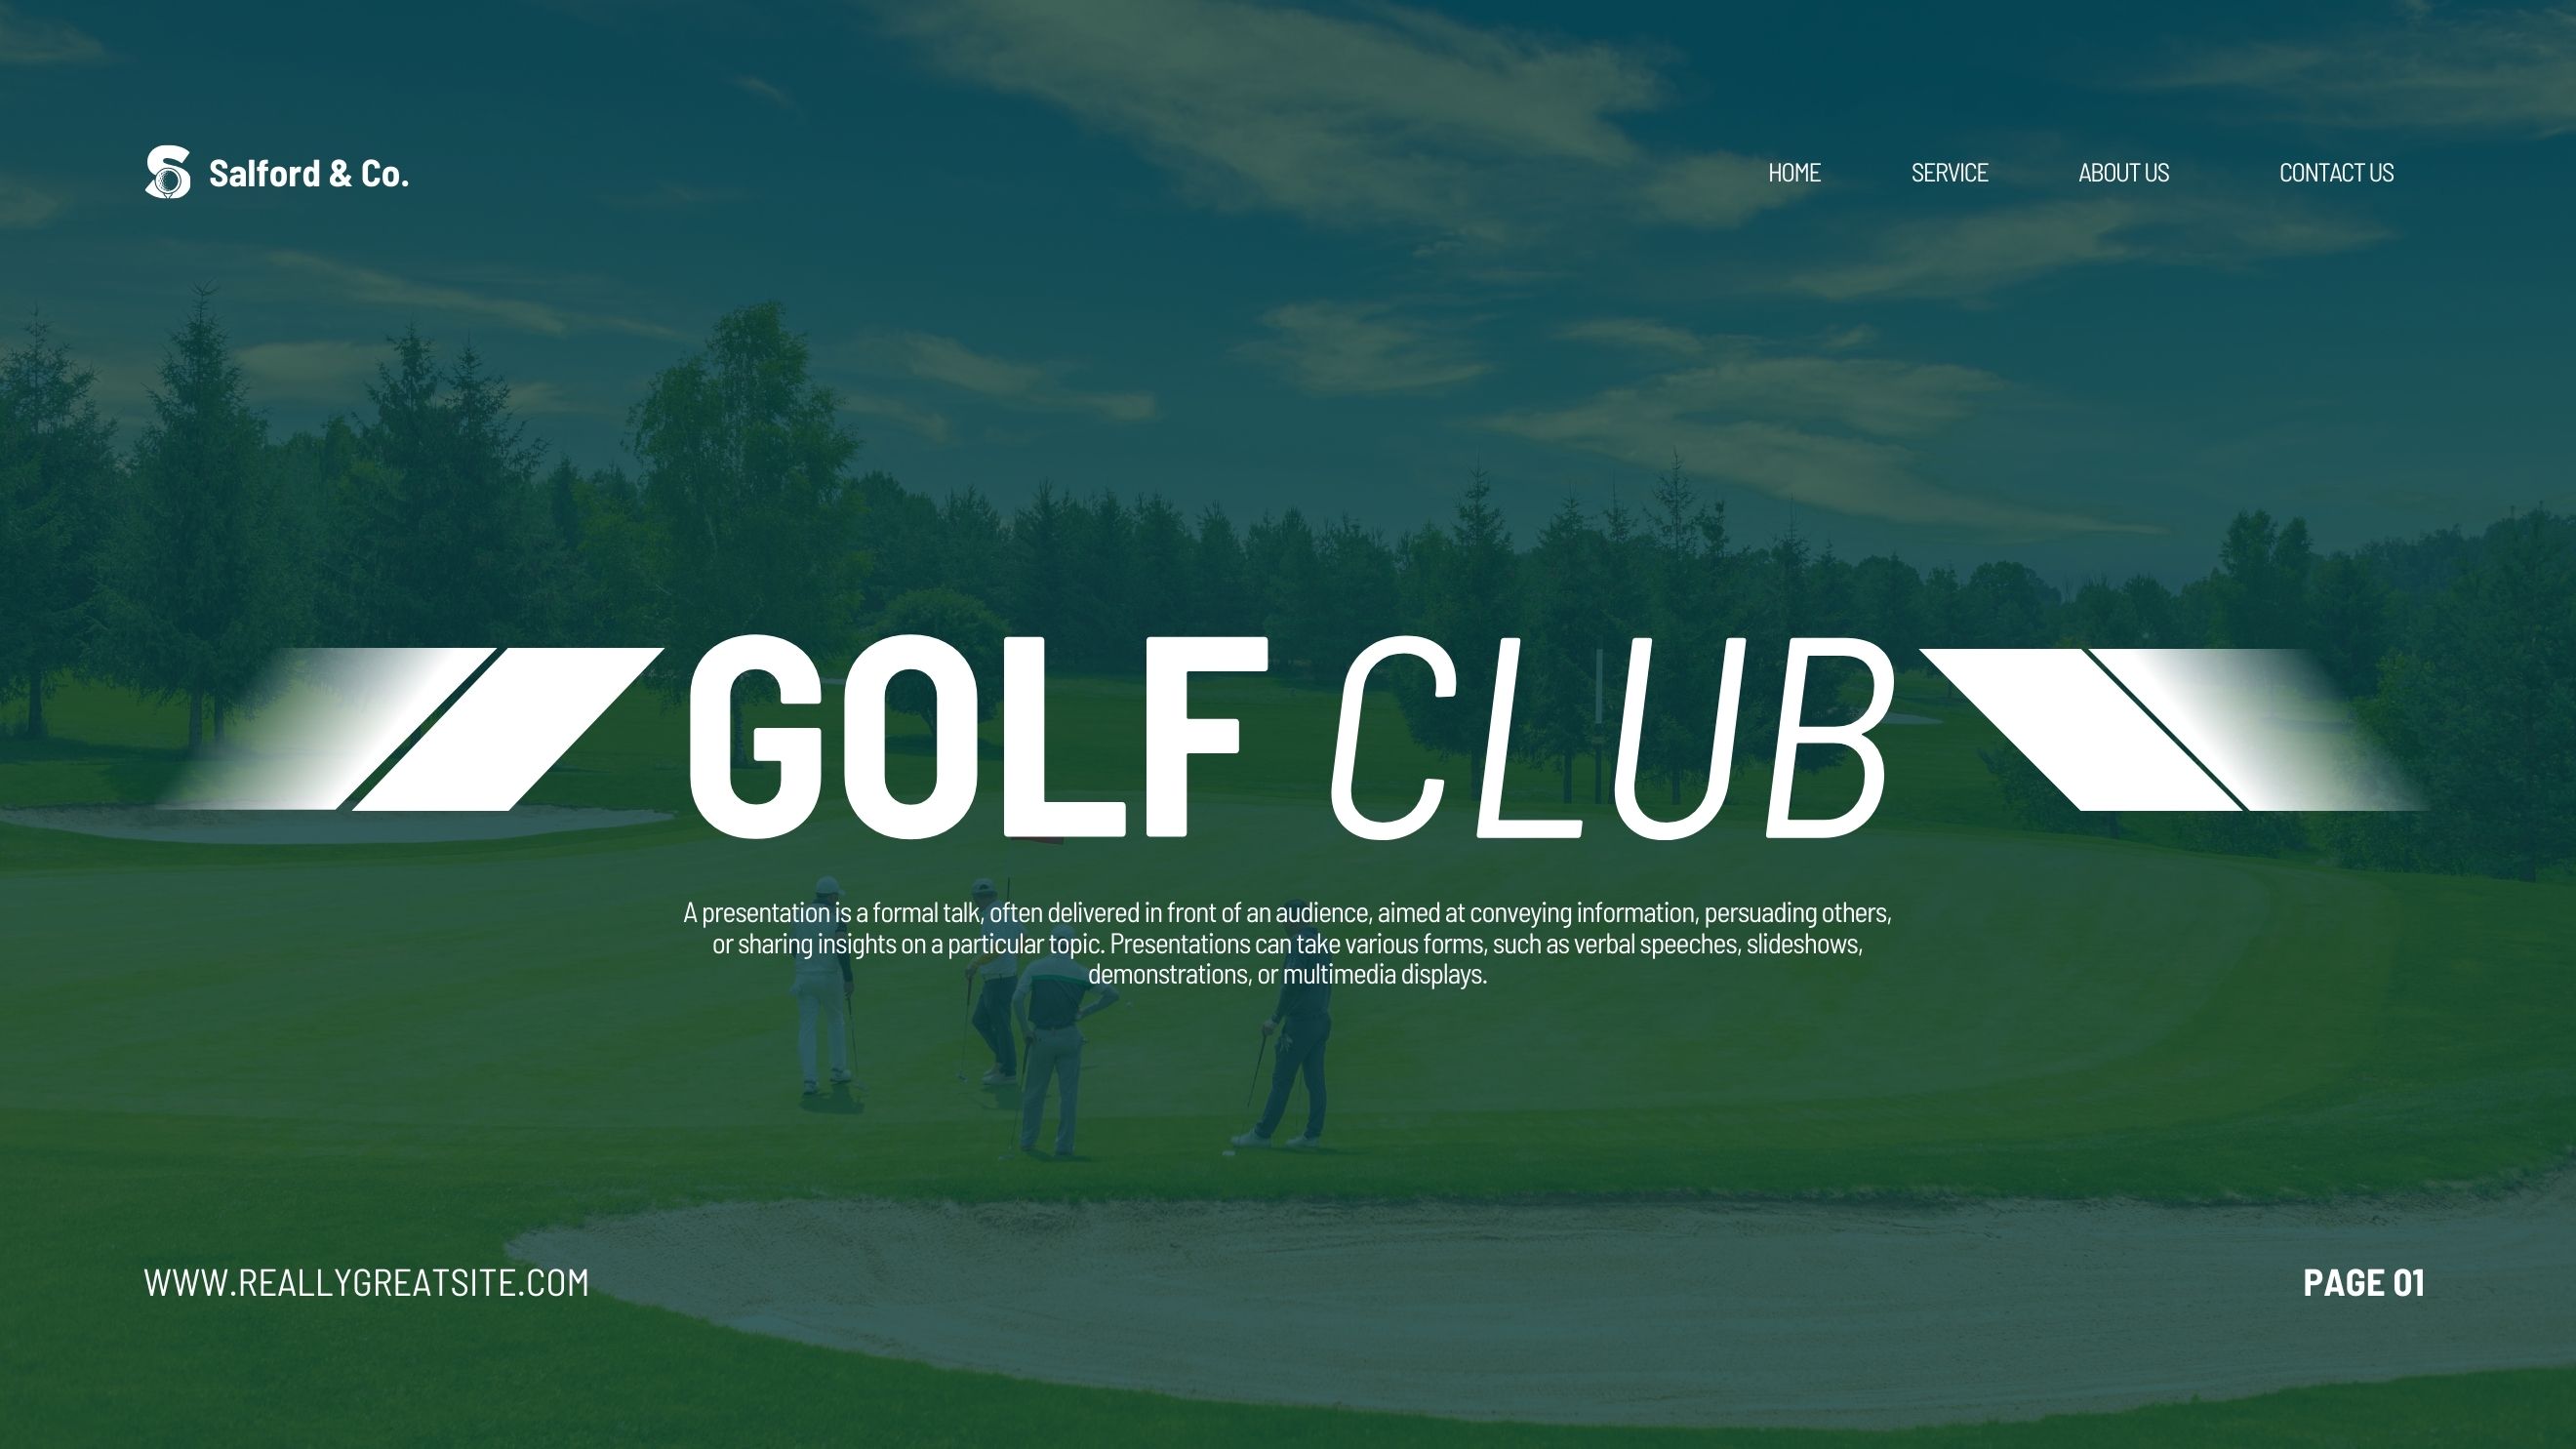 Salford & Co.
HOME SERVICE ABOUT US CONTACT US
GOLF CLUB
A presentation is a formal talk, often delivered in front of an audience, aimed at conveying information, persuading others,
or sharing insights on a particular topic. Presentations can take various forms, such as verbal speeches, slideshows,
demonstrations, or multimedia displays.
WWW.REALLYGREATSITE.COM
PAGE 01